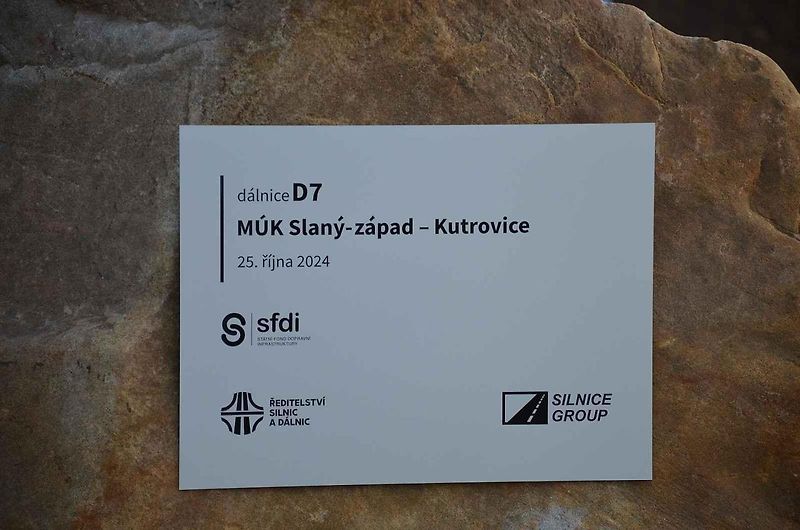 dálnice D7
MÚK Slaný-západ – Kutrovice
25. října 2024
sfdi
STÁTNÍ FOND DOPRAVNÍ
INFRASTRUKTURY
ŘEDITELSTVÍ
SILNIC
A DÁLNIC
SILNICE
GROUP